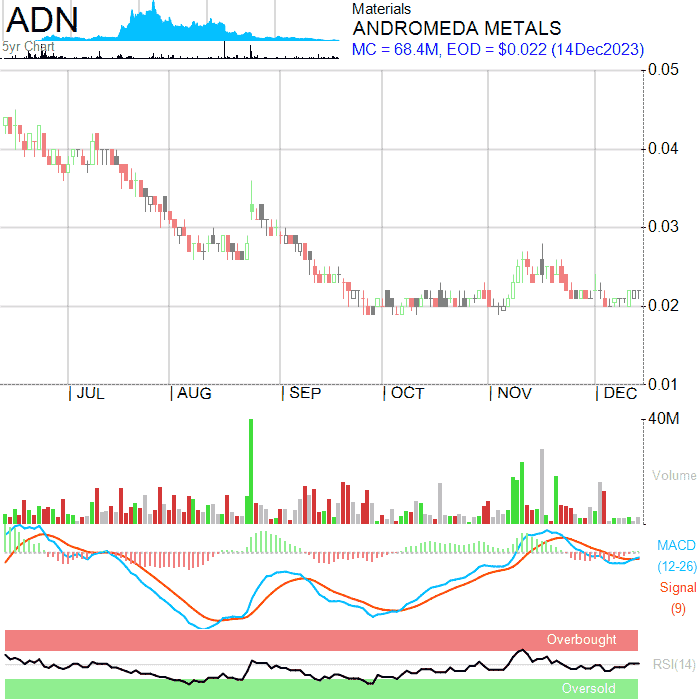 ADN
Materials
ANDROMEDA METALS
MC = 68.4M, EOD = $0.022 (14Dec2023)
5yr Chart
0.05
0.04
0.03
0.02
0.01
JUL AUG SEP OCT NOV DEC
40M
Volume
MACD
(12-26)
Signal
(9)
Overbought
RSI(14)
Oversold